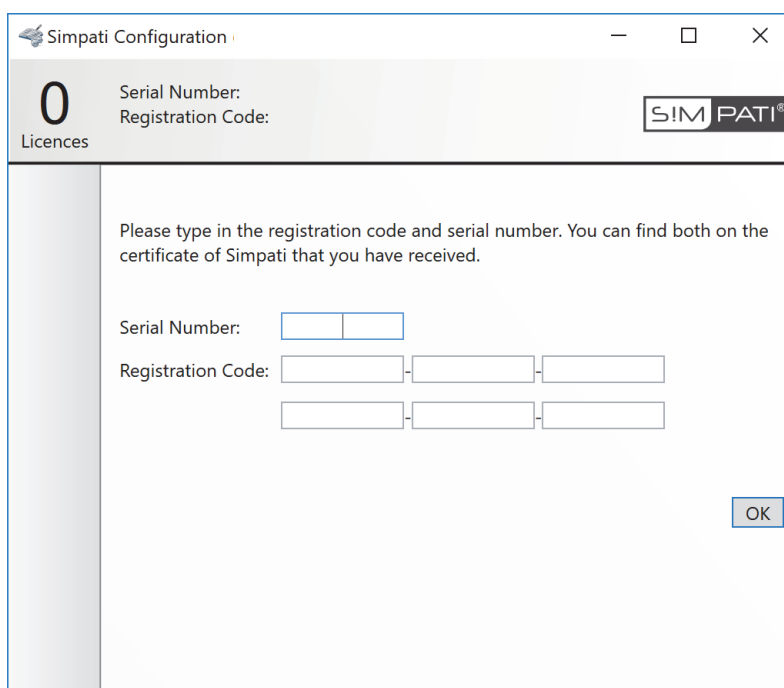 Simpati Configuration
0
Licences
Serial Number:
Registration Code:
S!MPATI®
Please type in the registration code and serial number. You can find both on the
certificate of Simpati that you have received.
Serial Number:
Registration Code: - -
- -
OK